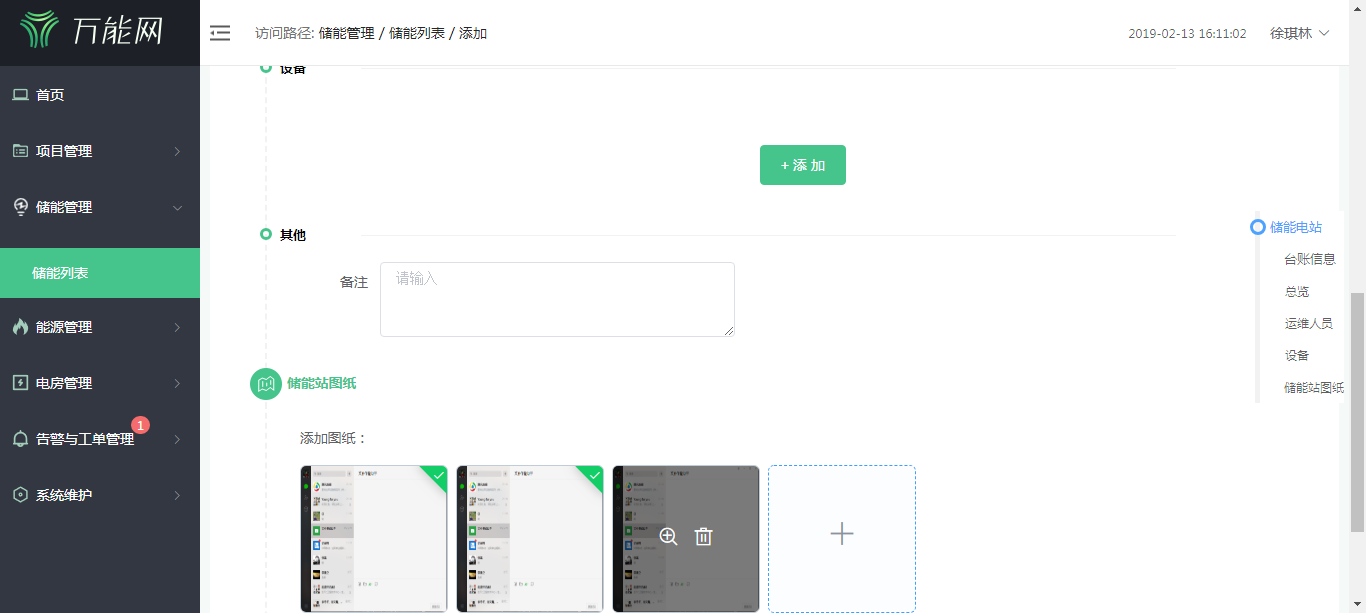 万能网
访问路径: 储能管理 / 储能列表 / 添加
2019-02-13 16:11:02
徐琪林
首页
项目管理
储能管理
储能列表
能源管理
电房管理
告警与工单管理
1
系统维护
设备
+ 添 加
其他
备注
请输入
储能站图纸
添加图纸：
储能电站
台账信息
总览
运维人员
设备
储能站图纸